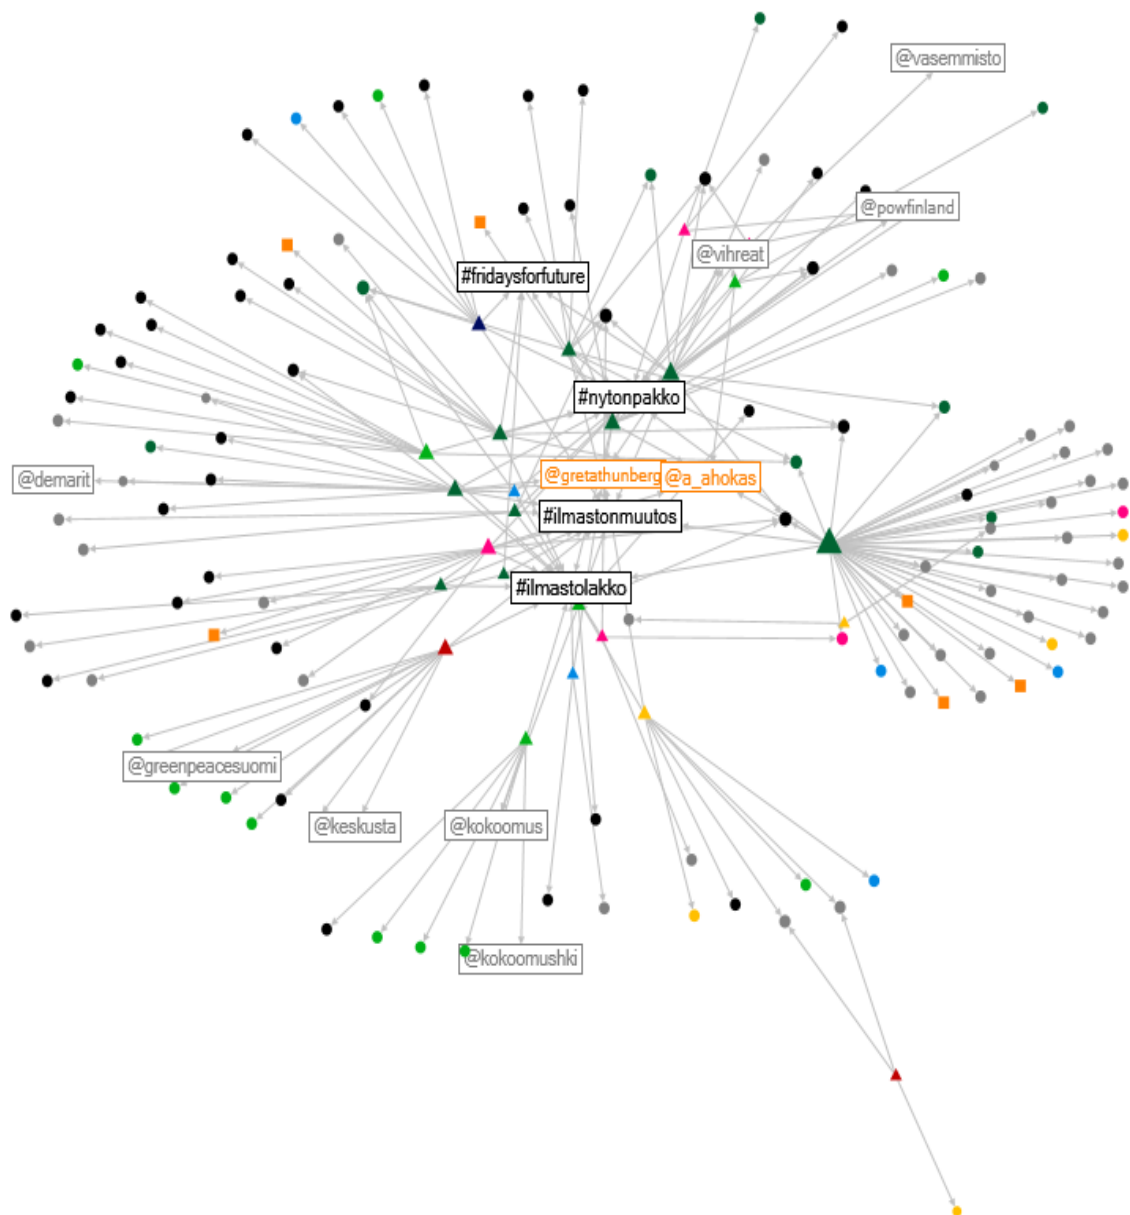 @vasemmisto
@powfinland
@vihreat
#fridaysforfuture
#nytonpakko
@gretathunberg
@a_ahokas
@demarit
#ilmastonmuutos
#ilmastolakko
@greenpeacesuomi
@keskusta
@kokoomus
@kokoomushki